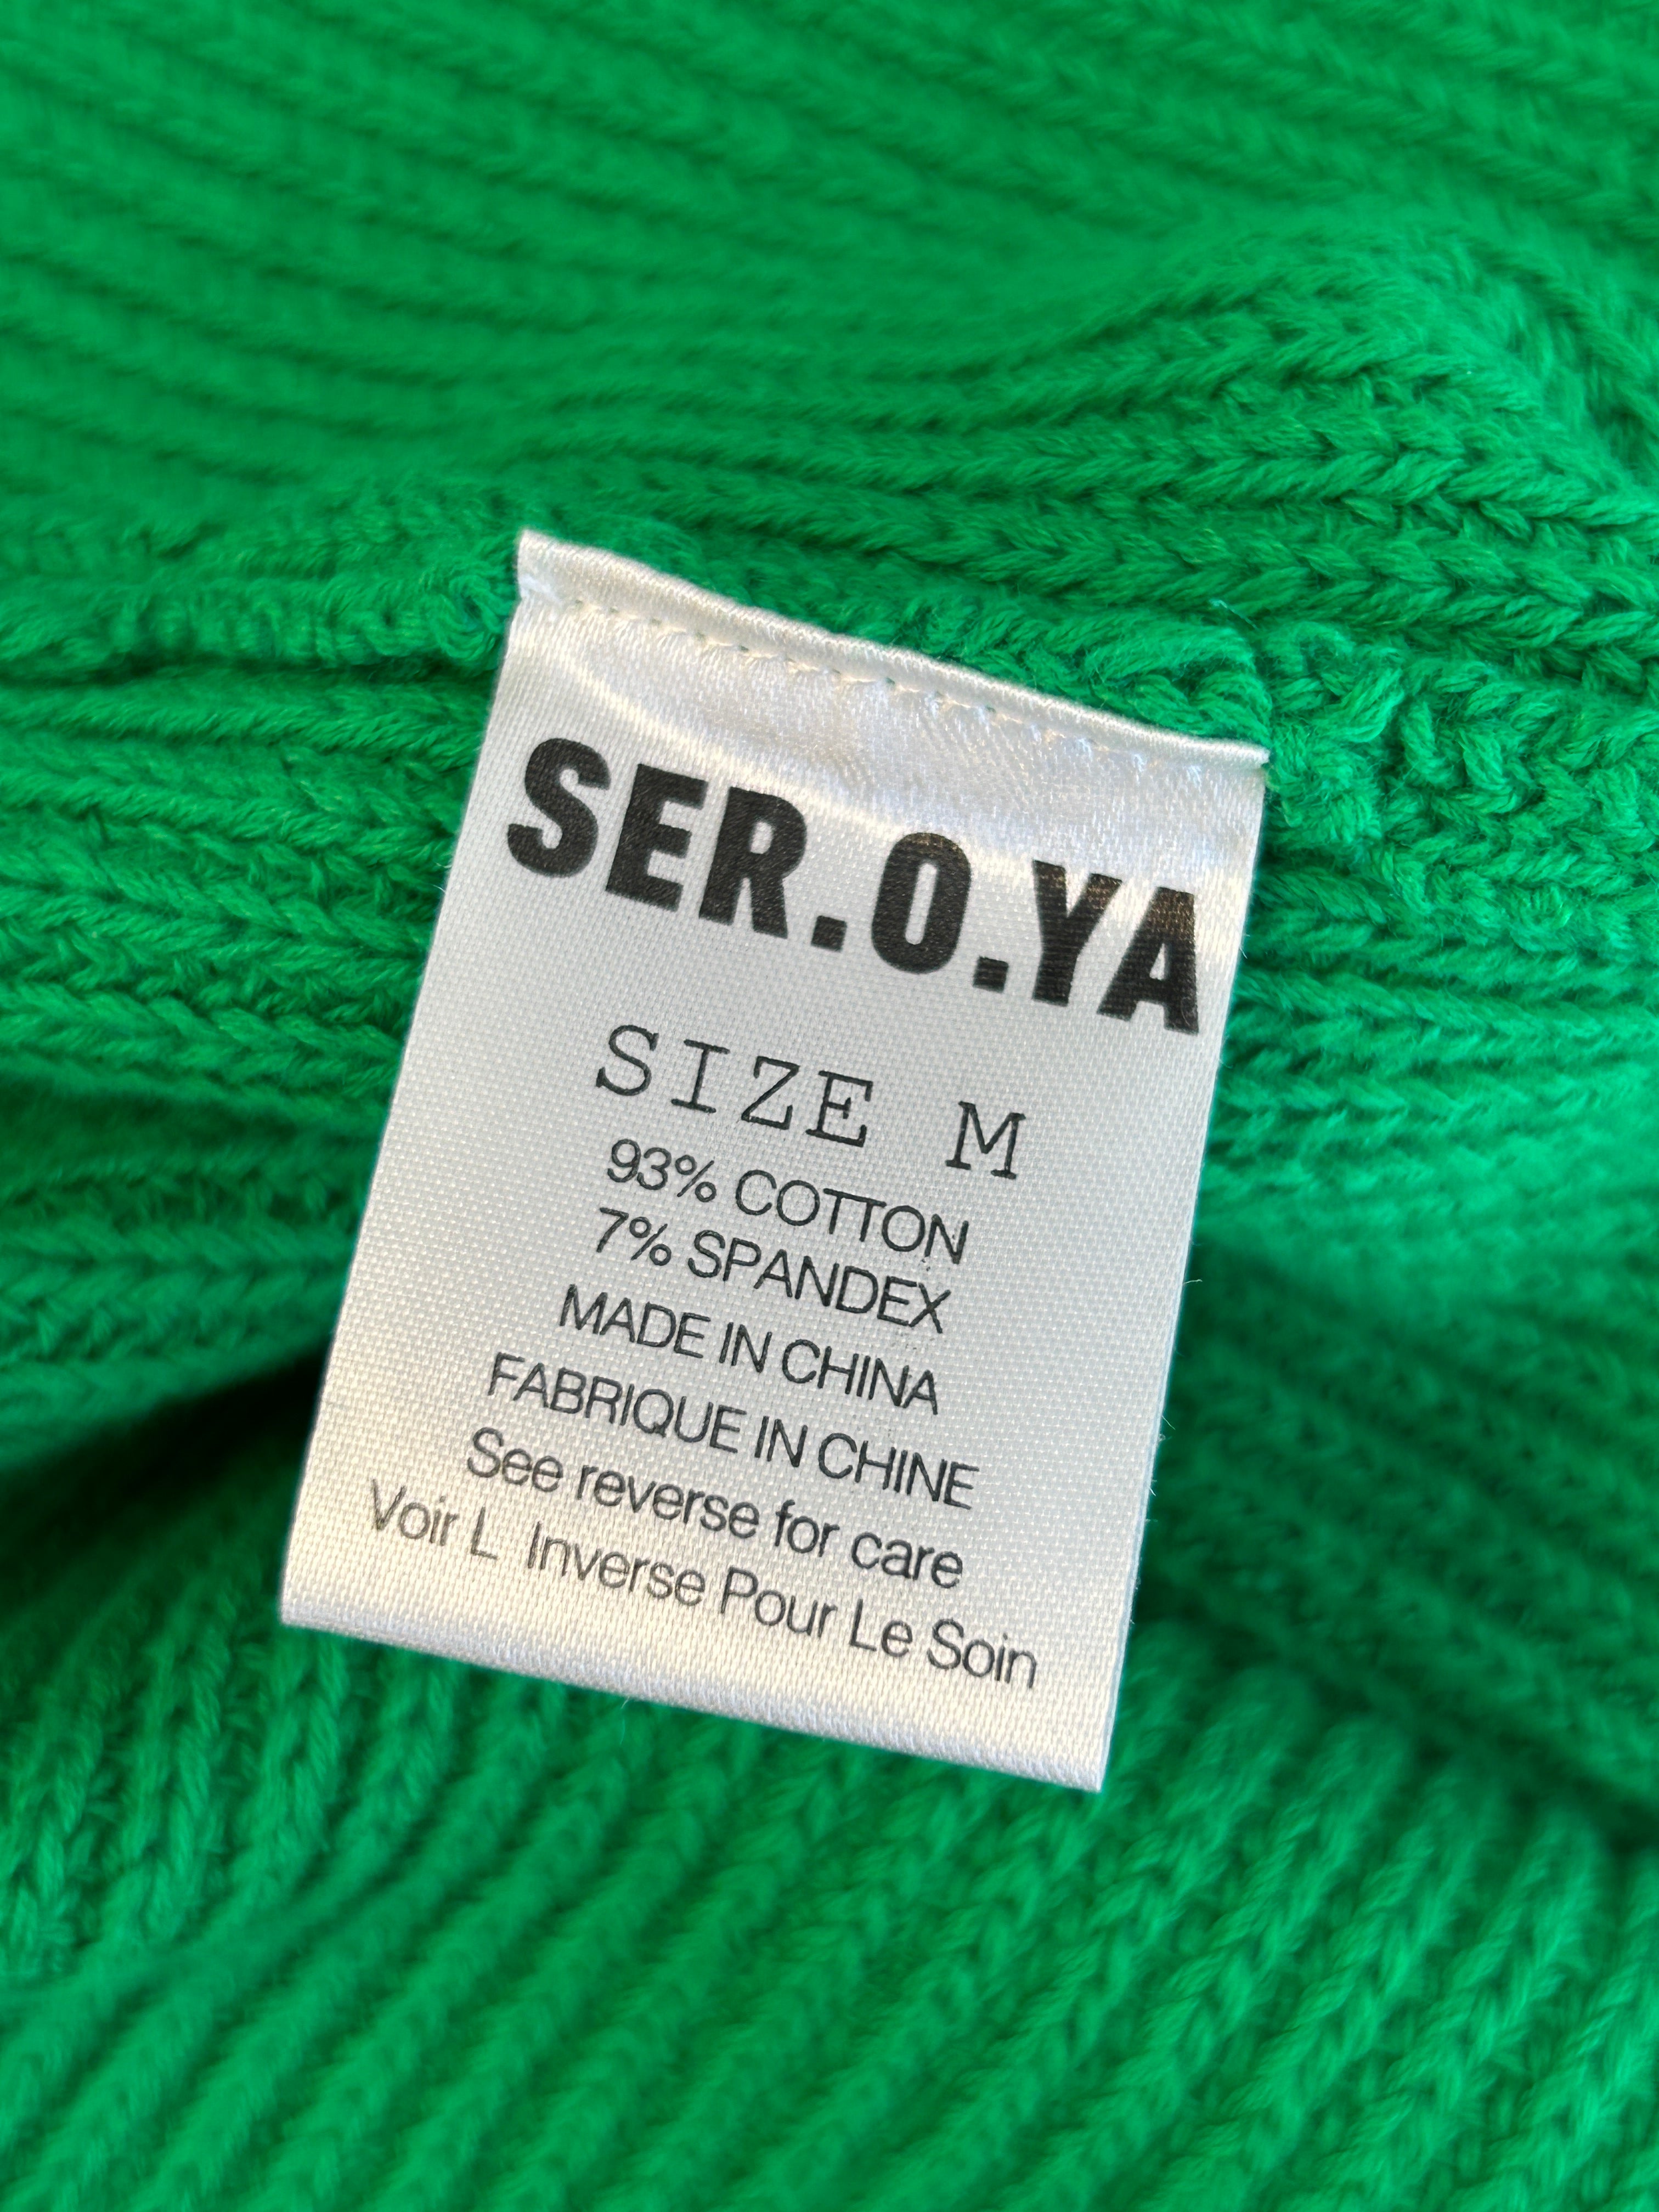 SER.O.YA
SIZE M
93% COTTON
7% SPANDEX
MADE IN CHINA
FABRIQUE IN CHINE
See reverse for care
Voir L Inverse Pour Le Soin